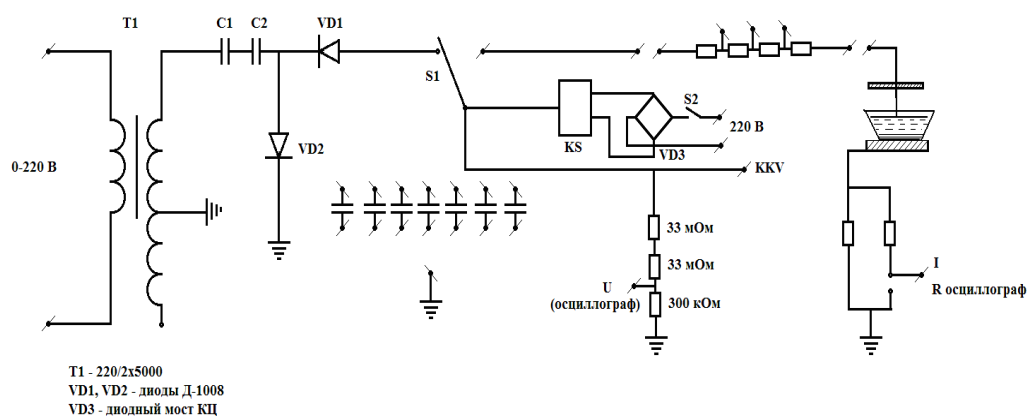 T1
C1
C2
VD1
S1
VD2
0-220 В
KS
VD3
S2
220 В
KKV
33 мОм
33 мОм
U
(осциллограф)
300 кОм
I
R осциллограф
T1 - 220/2x5000
VD1, VD2 - диоды Д-1008
VD3 - диодный мост КЦ